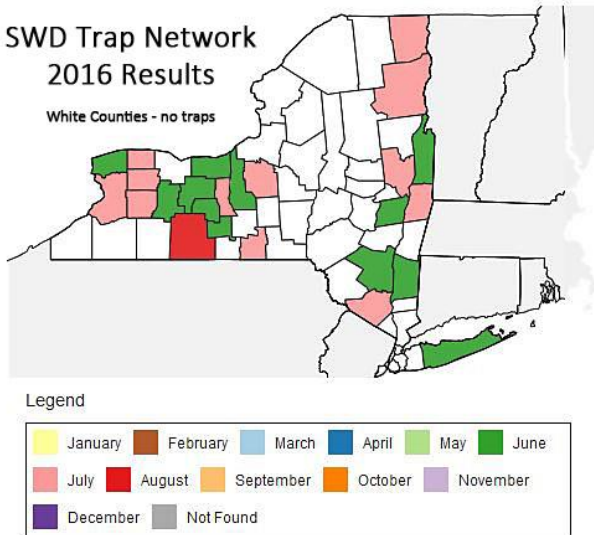 SWD Trap Network
2016 Results
White Counties - no traps
Legend
January February March April May June
July August September October November
December Not Found